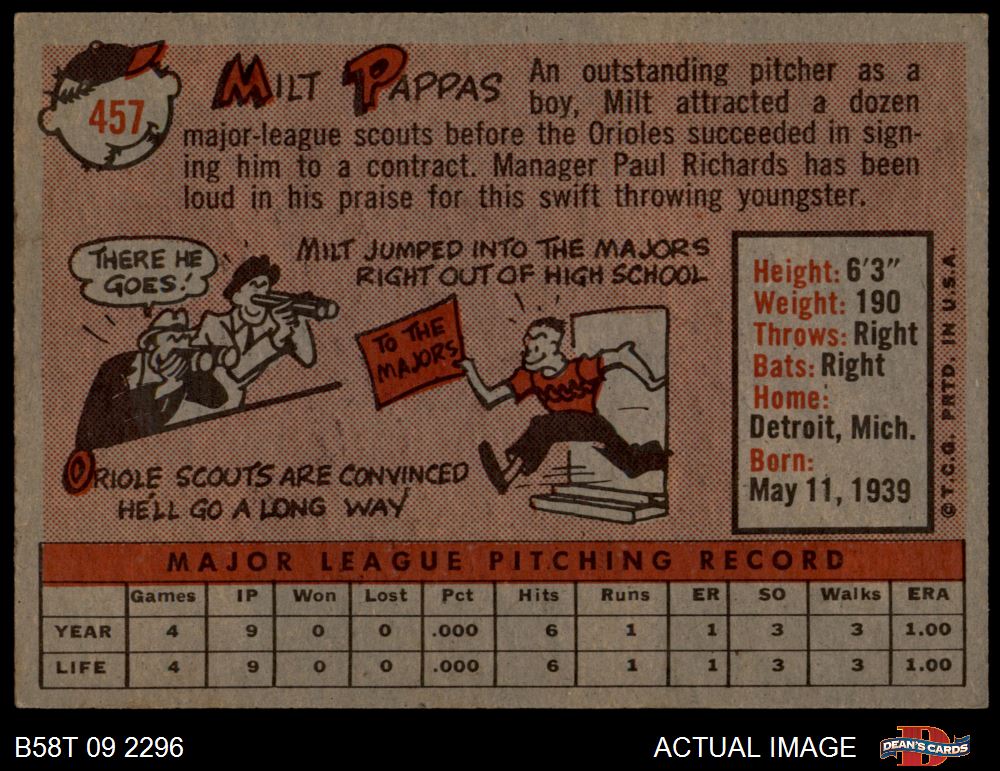 457
MILT PAPPAS
An outstanding pitcher as a
boy, Milt attracted a dozen
major-league scouts before the Orioles succeeded in sign-
ing him to a contract. Manager Paul Richards has been
loud in his praise for this swift throwing youngster.
THERE HE
GOES!
MILT JUMPED INTO THE MAJORS
RIGHT OUT OF HIGH SCHOOL
TO THE
MAJORS
ORIOLE SCOUTS ARE CONVINCED
HE'LL GO A LONG WAY
Height: 6'3"
Weight: 190
Throws: Right
Bats: Right
Home:
Detroit, Mich.
Born:
May 11, 1939
© T.C.G. PRTD. IN U.S.A.
MAJOR LEAGUE PITCHING RECORD
Games IP Won Lost Pct Hits Runs ER SO Walks ERA
YEAR 4 9 0 0 .000 6 1 1 3 3 1.00
LIFE 4 9 0 0 .000 6 1 1 3 3 1.00
B58T 09 2296
ACTUAL IMAGE
DEAN'S CARDS